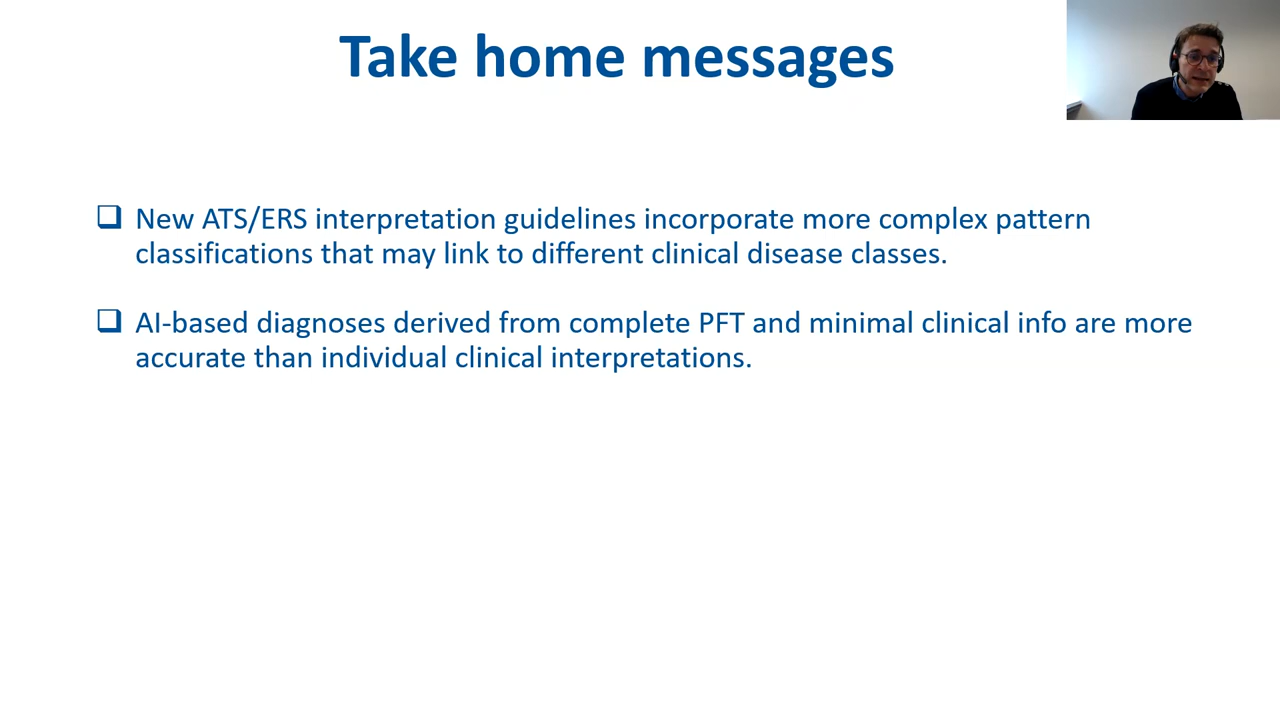 Take home messages
❑ New ATS/ERS interpretation guidelines incorporate more complex pattern
classifications that may link to different clinical disease classes.
❑ AI-based diagnoses derived from complete PFT and minimal clinical info are more
accurate than individual clinical interpretations.